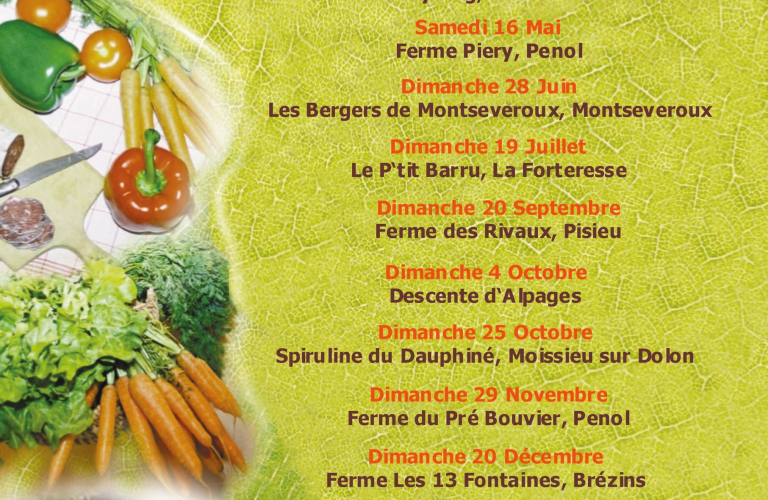 Samedi 16 Mai
Ferme Piery, Penol
Dimanche 28 Juin
Les Bergers de Montseveroux, Montseveroux
Dimanche 19 Juillet
Le P'tit Barru, La Forteresse
Dimanche 20 Septembre
Ferme des Rivaux, Pisieu
Dimanche 4 Octobre
Descente d'Alpages
Dimanche 25 Octobre
Spiruline du Dauphiné, Moissieu sur Dolon
Dimanche 29 Novembre
Ferme du Pré Bouvier, Penol
Dimanche 20 Décembre
Ferme Les 13 Fontaines, Brézins